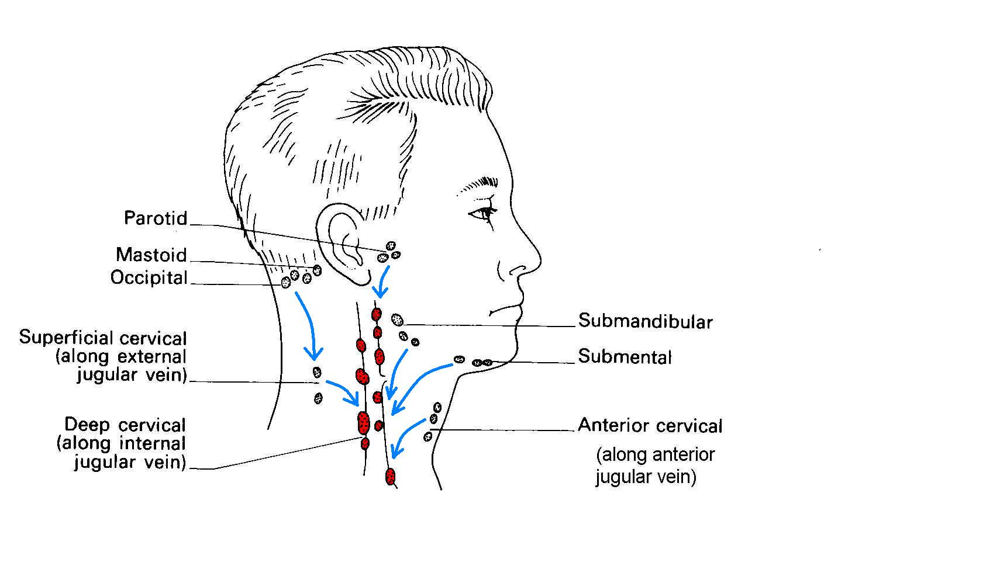 Parotid
Mastoid
Occipital
Superficial cervical
(along external
jugular vein)
Deep cervical
(along internal
jugular vein)
Submandibular
Submental
Anterior cervical
(along anterior
jugular vein)